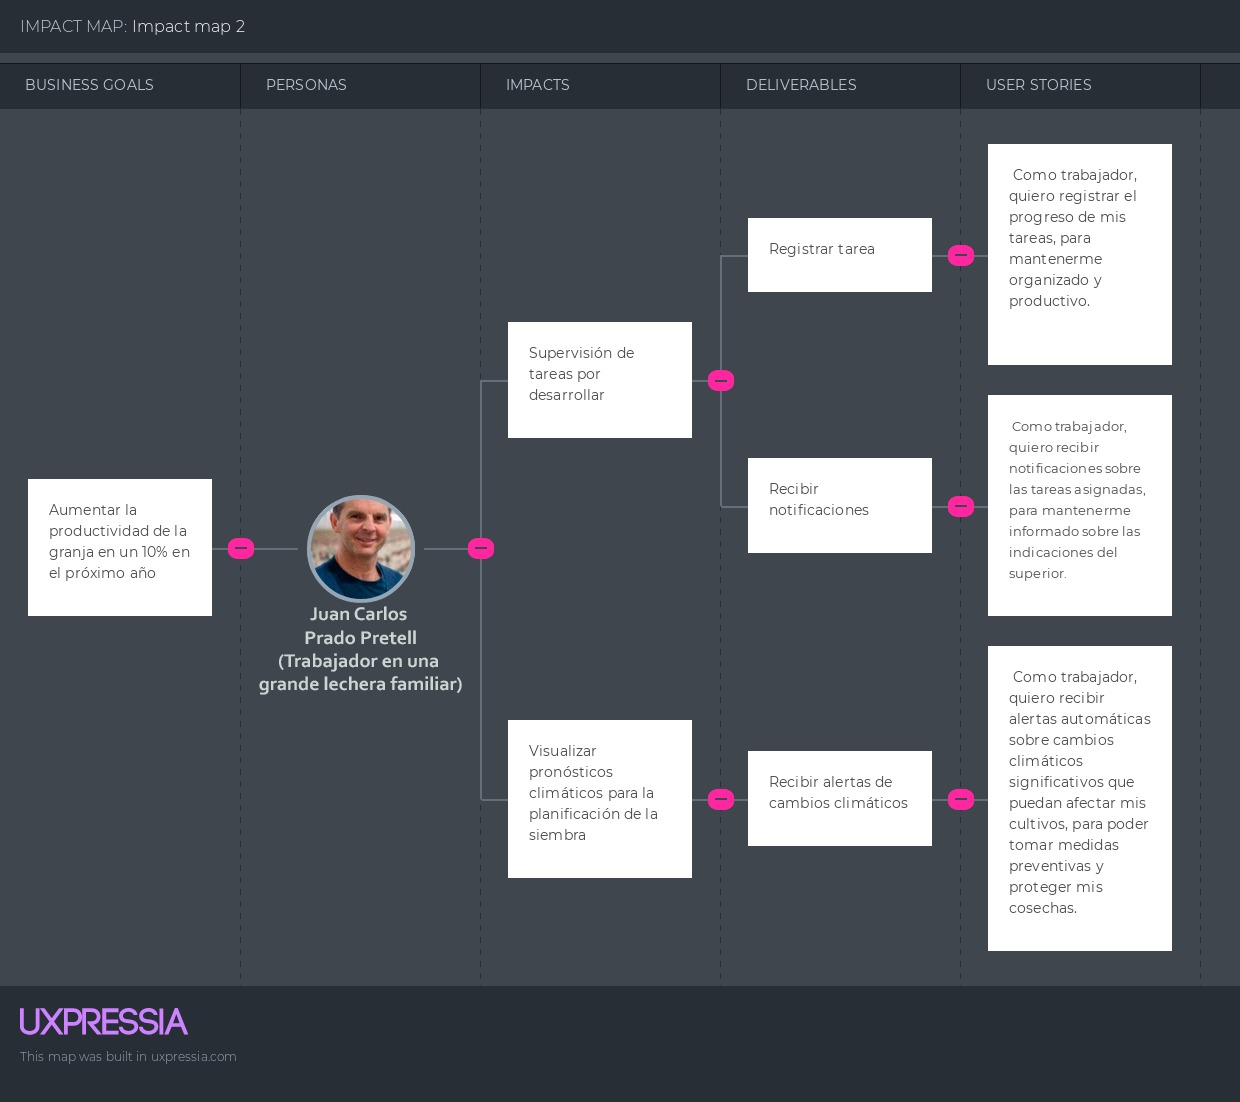 IMPACT MAP: Impact map 2
BUSINESS GOALS
PERSONAS
IMPACTS
DELIVERABLES
USER STORIES
Aumentar la
productividad de la
granja en un 10% en
el próximo año
Juan Carlos
Prado Pretell
(Trabajador en una
grande lechera familiar)
Supervisión de
tareas por
desarrollar
Registrar tarea
Como trabajador,
quiero registrar el
progreso de mis
tareas, para
mantenerme
organizado y
productivo.
Recibir
notificaciones
Como trabajador,
quiero recibir
notificaciones sobre
las tareas asignadas,
para mantenerme
informado sobre las
indicaciones del
superior.
Visualizar
pronósticos
climáticos para la
planificación de la
siembra
Recibir alertas de
cambios climáticos
Como trabajador,
quiero recibir
alertas automáticas
sobre cambios
climáticos
significativos que
puedan afectar mis
cultivos, para poder
tomar medidas
preventivas y
proteger mis
cosechas.
UXPRESSIA
This map was built in uxpressia.com